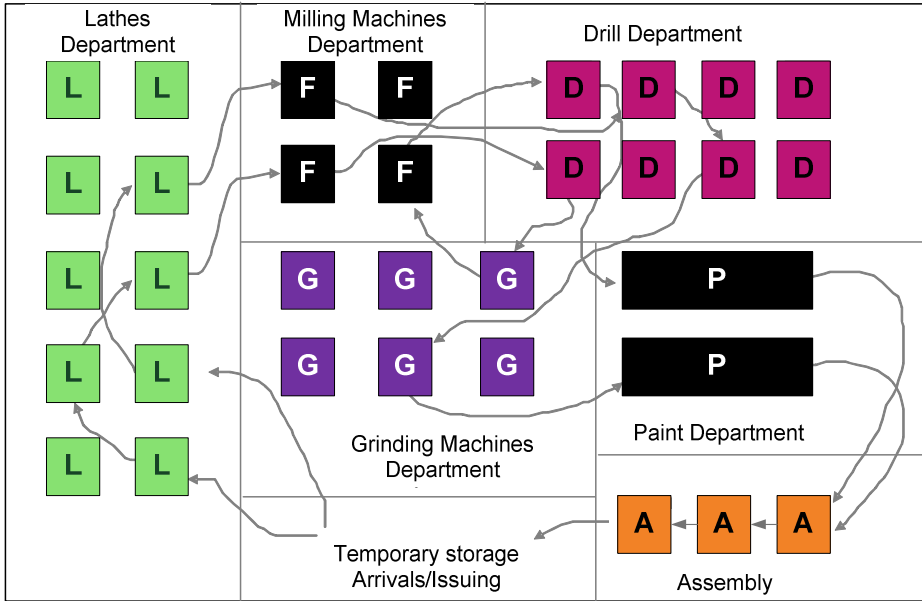 Lathes
Department
Milling Machines
Department
Drill Department
L L
F F
D D D D
L L
F F
D D D D
L L
G G G
P
L L
G G G
P
Grinding Machines
Department
Paint Department
L L
A A A
Temporary storage
Arrivals/Issuing
Assembly